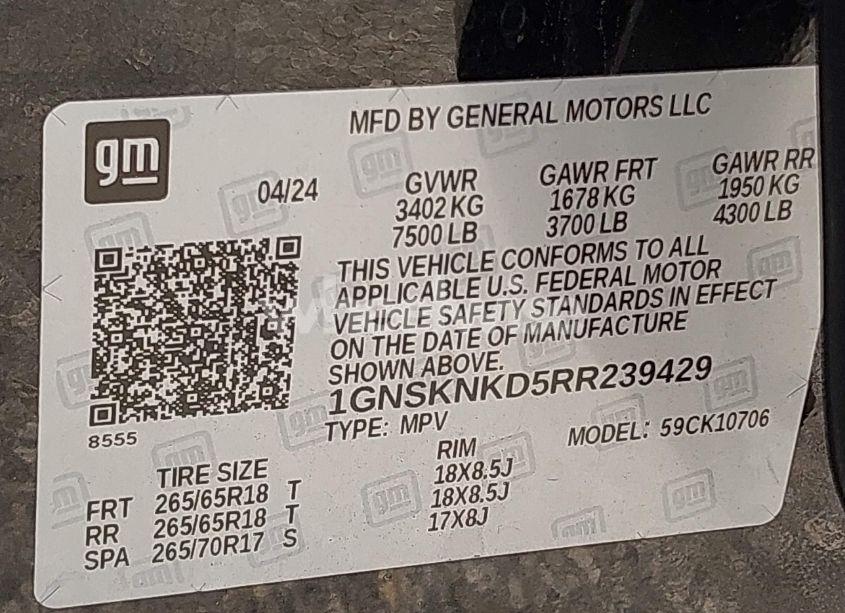 MFD BY GENERAL MOTORS LLC
gm
04/24
GVWR GAWR FRT GAWR RR
3402 KG 1678 KG 1950 KG
7500 LB 3700 LB 4300 LB
THIS VEHICLE CONFORMS TO ALL
APPLICABLE U.S. FEDERAL MOTOR
VEHICLE SAFETY STANDARDS IN EFFECT
ON THE DATE OF MANUFACTURE
SHOWN ABOVE.
1GNSKNKD5RR239429
8555
TYPE: MPV MODEL: 59CK10706
TIRE SIZE RIM
FRT 265/65R18 T 18X8.5J
RR 265/65R18 T 18X8.5J
SPA 265/70R17 S 17X8J